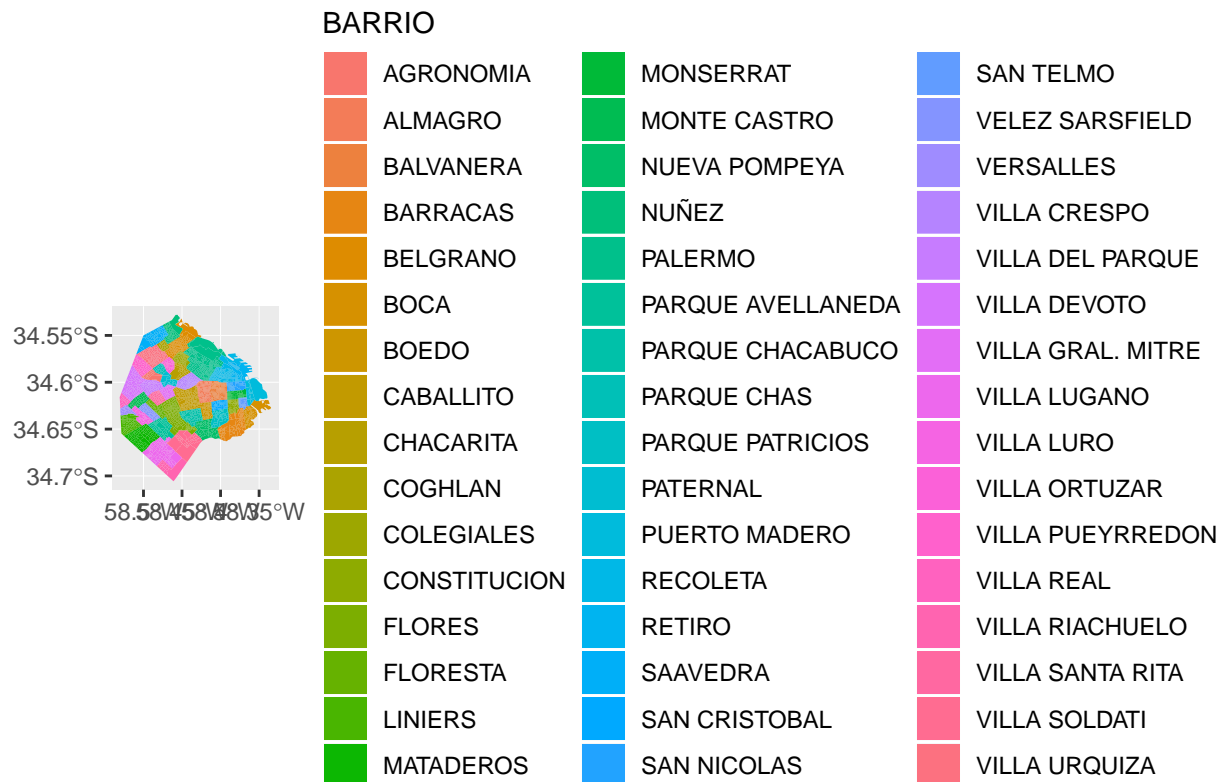 BARRIO
AGRONOMIA
ALMAGRO
BALVANERA
BARRACAS
BELGRANO
BOCA
BOEDO
CABALLITO
CHACARITA
COGHLAN
COLEGIALES
CONSTITUCION
FLORES
FLORESTA
LINIERS
MATADEROS
MONSERRAT
MONTE CASTRO
NUEVA POMPEYA
NUÑEZ
PALERMO
PARQUE AVELLANEDA
PARQUE CHACABUCO
PARQUE CHAS
PARQUE PATRICIOS
PATERNAL
PUERTO MADERO
RECOLETA
RETIRO
SAAVEDRA
SAN CRISTOBAL
SAN NICOLAS
SAN TELMO
VELEZ SARSFIELD
VERSALLES
VILLA CRESPO
VILLA DEL PARQUE
VILLA DEVOTO
VILLA GRAL. MITRE
VILLA LUGANO
VILLA LURO
VILLA ORTUZAR
VILLA PUEYRREDON
VILLA REAL
VILLA RIACHUELO
VILLA SANTA RITA
VILLA SOLDATI
VILLA URQUIZA
34.55°S
34.6°S
34.65°S
34.7°S